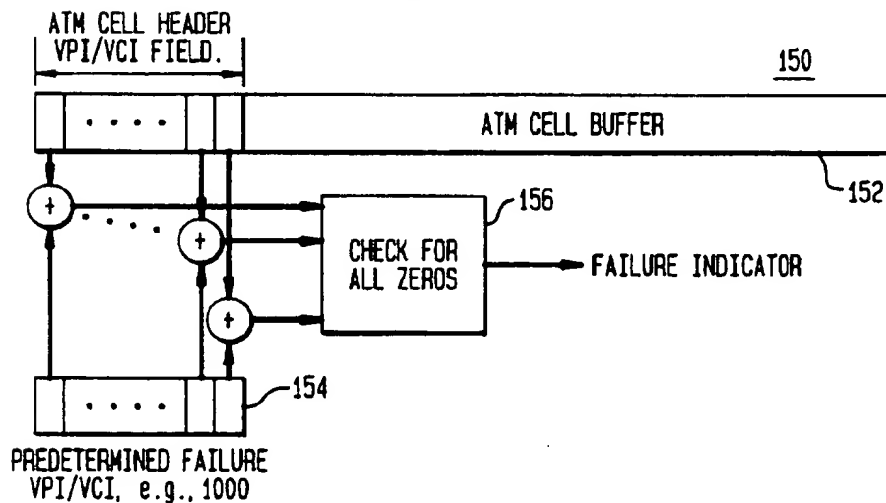 ATM CELL HEADER
VPI/VCI FIELD.
150
ATM CELL BUFFER
152
+
+
+
156
CHECK FOR
ALL ZEROS
FAILURE INDICATOR
154
PREDETERMINED FAILURE
VPI/VCI, e.g., 1000